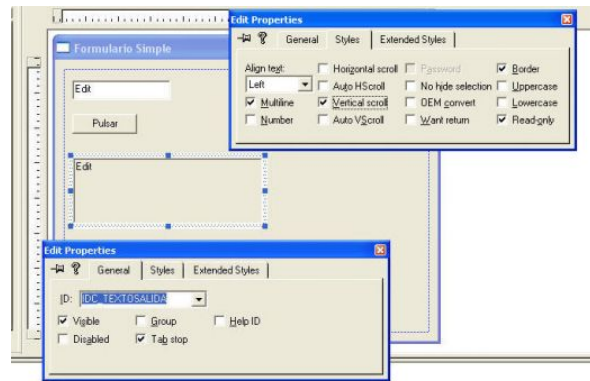 Edit Properties
General Styles Extended Styles
Align text: Horizontal scroll Password Border
Left Auto HScroll No hide selection Uppercase
Multiline Vertical scroll OEM convert Lowercase
Number Auto VScroll Want return Read-only
Formulario Simple
Edit
Pulsar
Edit
Edit Properties
General Styles Extended Styles
ID: IDC_TEXTOSALIDA
Visible Group Help ID
Disabled Tab stop